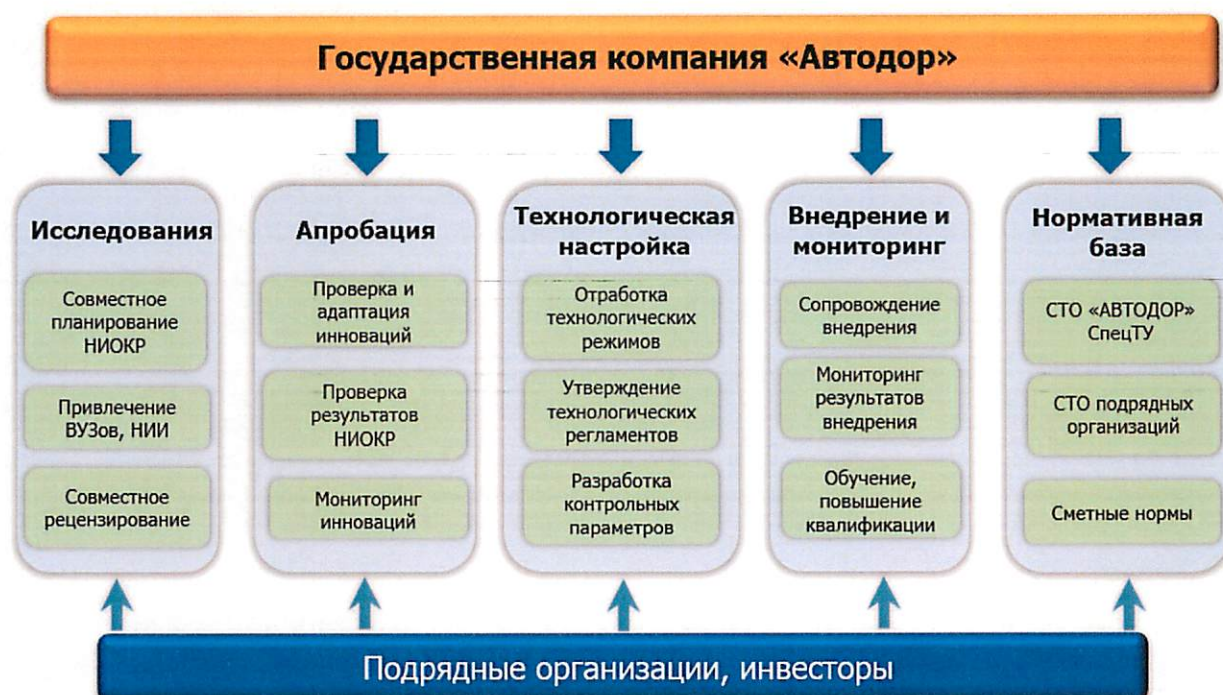 Государственная компания «Автодор»
Исследования
Совместное
планирование
НИОКР
Привлечение
ВУЗов, НИИ
Совместное
рецензирование
Апробация
Проверка и
адаптация
инноваций
Проверка
результатов
НИОКР
Мониторинг
инноваций
Технологическая
настройка
Отработка
технологических
режимов
Утверждение
технологических
регламентов
Разработка
контрольных
параметров
Внедрение и
мониторинг
Сопровождение
внедрения
Мониторинг
результатов
внедрения
Обучение,
повышение
квалификации
Нормативная
база
СТО «АВТОДОР»
СпецТУ
СТО подрядных
организаций
Сметные нормы
Подрядные организации, инвесторы